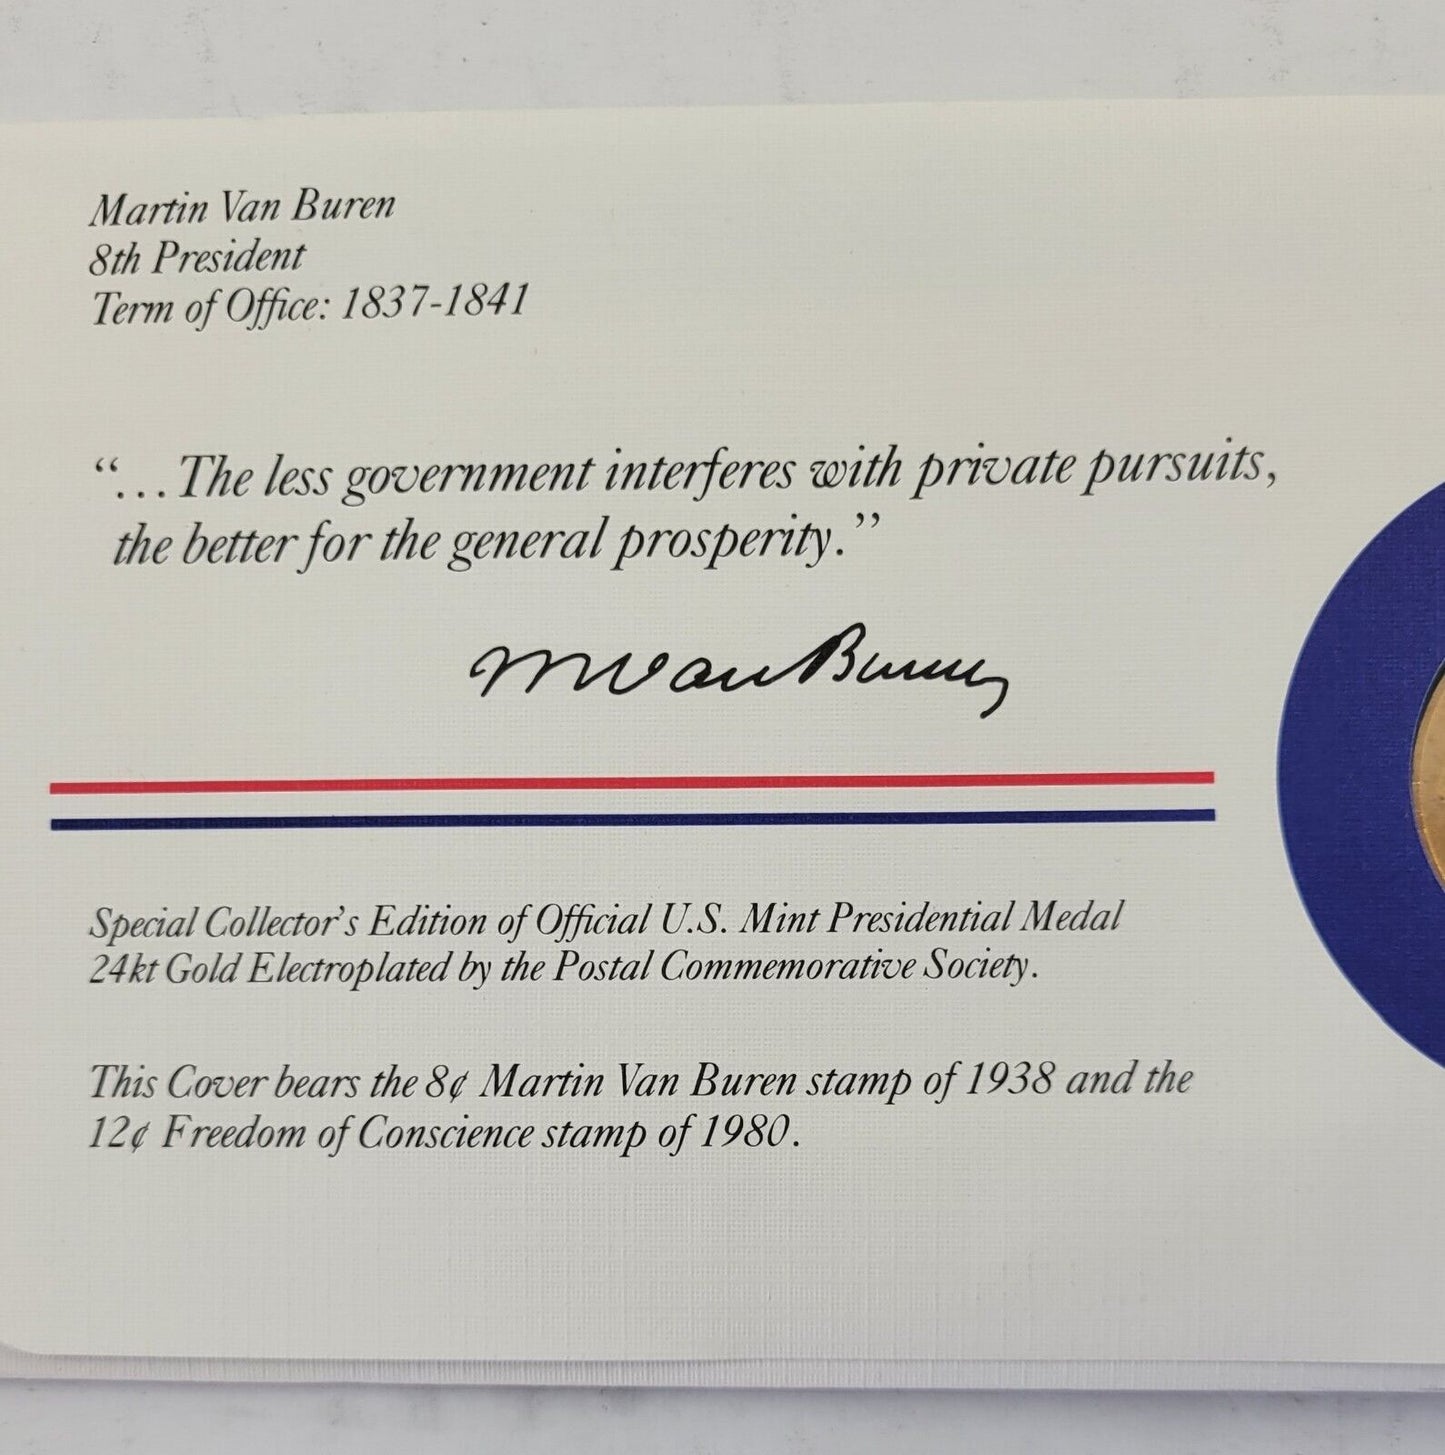 Martin Van Buren
8th President
Term of Office: 1837-1841
“...The less government interferes with private pursuits,
the better for the general prosperity.”
M Van Buren
Special Collector's Edition of Official U.S. Mint Presidential Medal
24kt Gold Electroplated by the Postal Commemorative Society.
This Cover bears the 8¢ Martin Van Buren stamp of 1938 and the
12¢ Freedom of Conscience stamp of 1980.